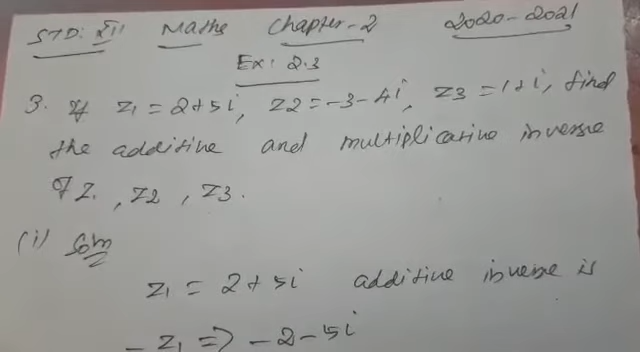 STD: XII Maths Chapter-2 2020-2021
Ex: 2.3
3. If Z1 = 2+5i, Z2 = -3-4i, Z3 = 1+i, find
the additive and multiplicative inverse
of Z1, Z2, Z3.
(i) Soln
Z1 = 2+5i additive inverse is
-Z1 => -2-5i